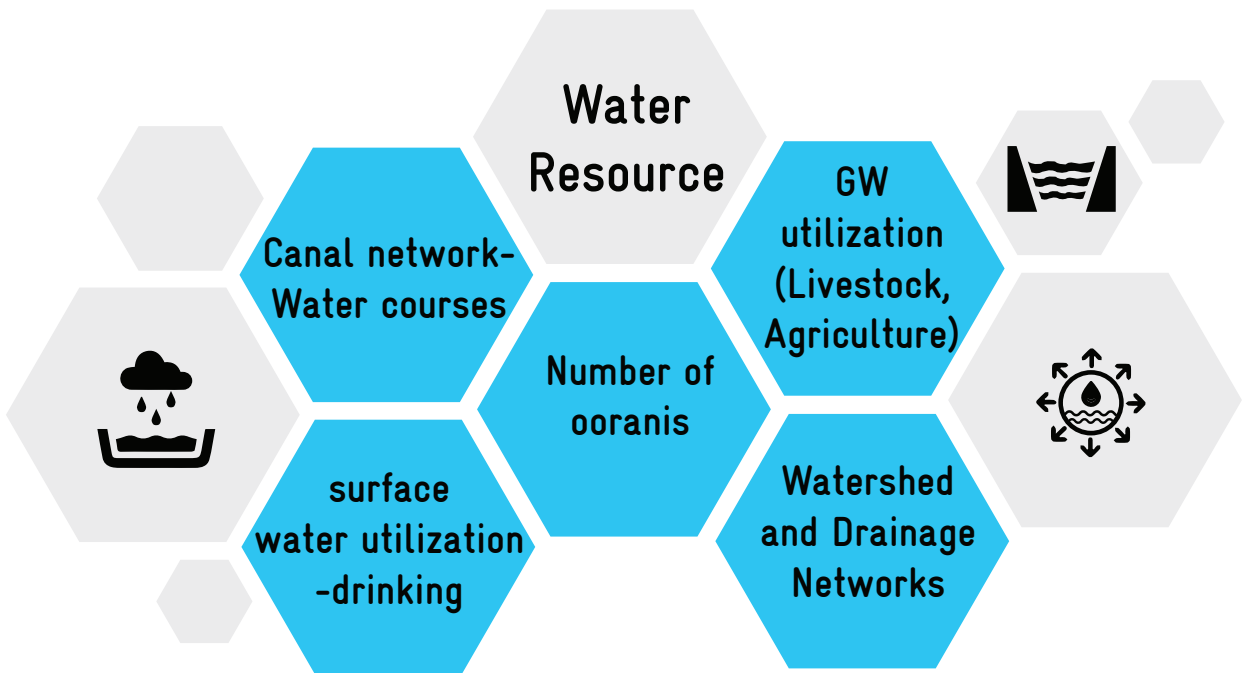 Water
Resource
Canal network-
Water courses
GW
utilization
(Livestock,
Agriculture)
Number of
ooranis
surface
water utilization
-drinking
Watershed
and Drainage
Networks